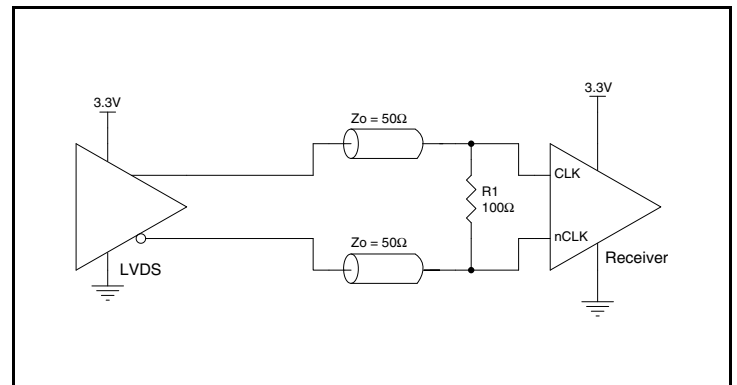 3.3V
3.3V
Zo = 50Ω
CLK
R1
100Ω
nCLK
Zo = 50Ω
LVDS
Receiver